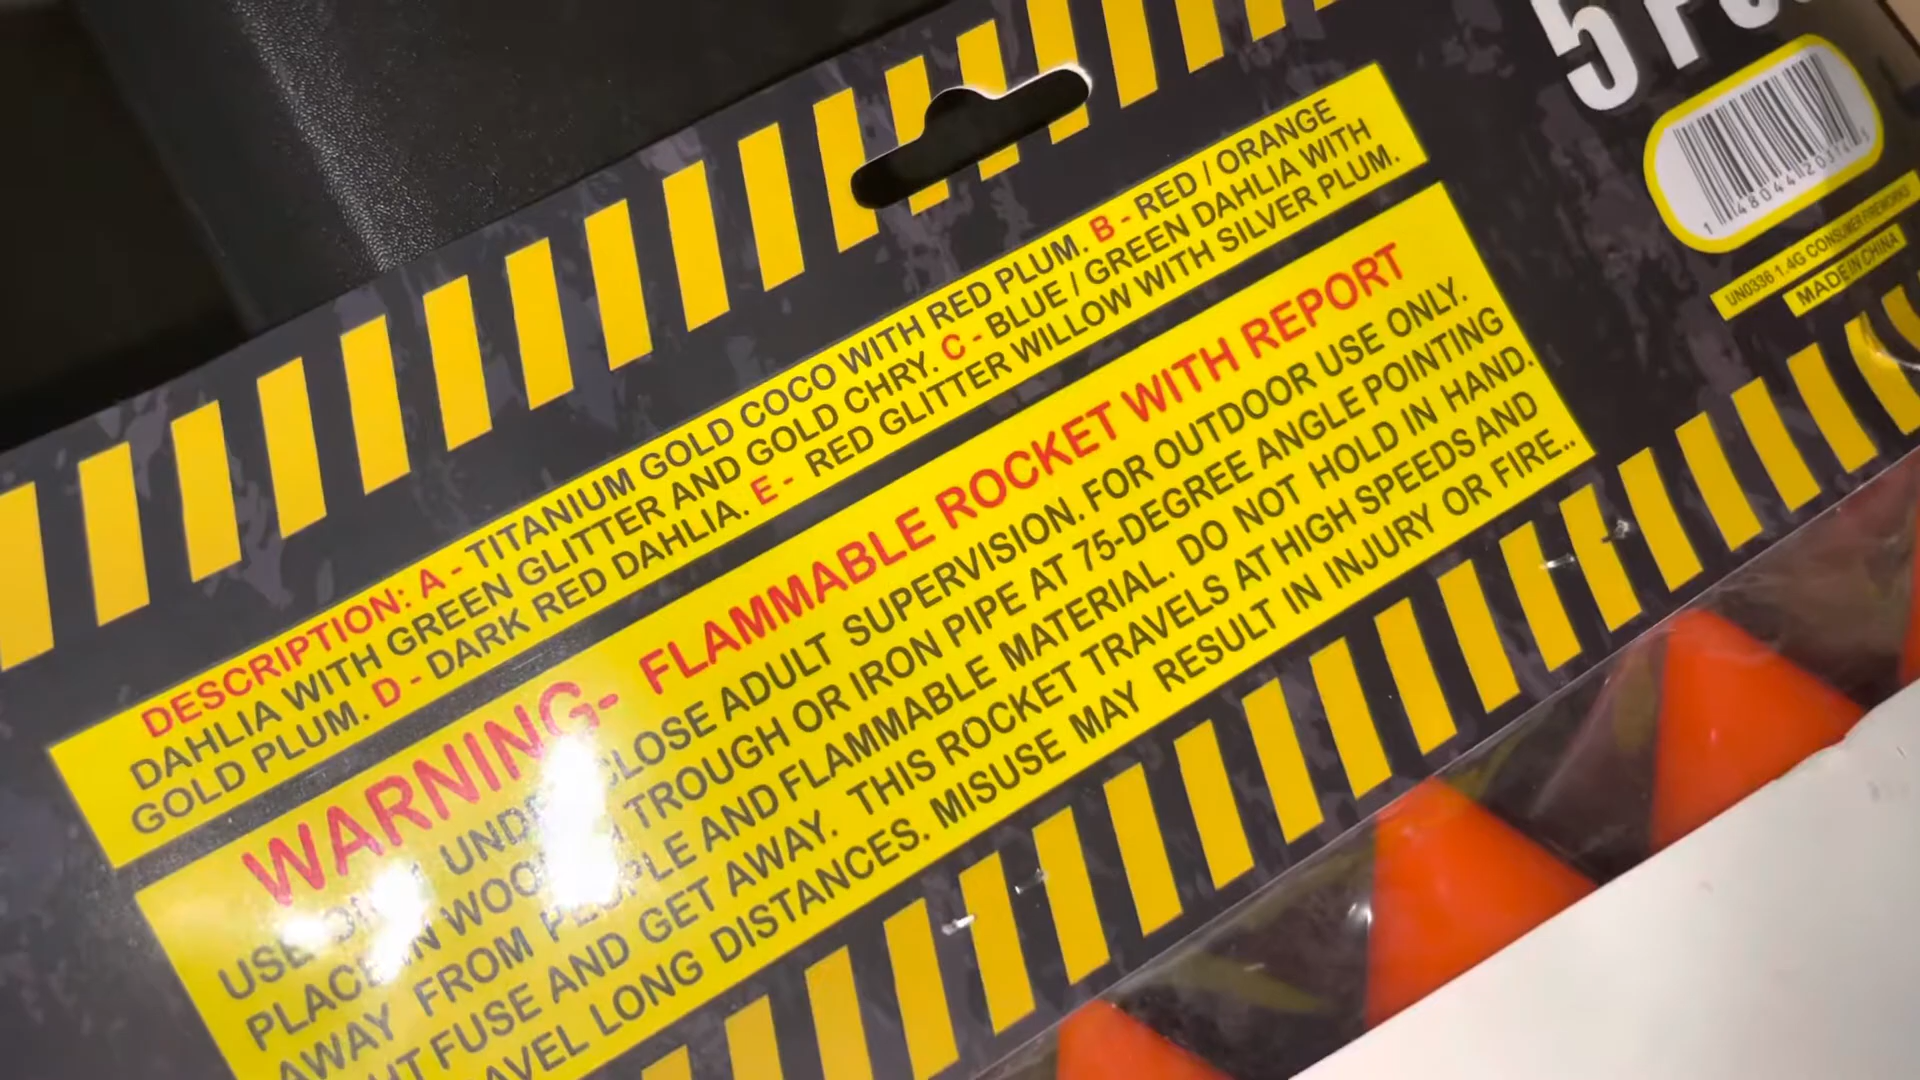 DESCRIPTION: A - TITANIUM GOLD COCO WITH RED PLUM. B - RED / ORANGE
DAHLIA WITH GREEN GLITTER AND GOLD CHRY. C - BLUE / GREEN DAHLIA WITH
GOLD PLUM. D - DARK RED DAHLIA. E - RED GLITTER WILLOW WITH SILVER PLUM.
WARNING- FLAMMABLE ROCKET WITH REPORT
USE CLOSE ADULT SUPERVISION. FOR OUTDOOR USE ONLY.
PLACE IN TROUGH OR IRON PIPE AT 75-DEGREE ANGLE POINTING
AWAY FROM PEOPLE AND FLAMMABLE MATERIAL. DO NOT HOLD IN HAND.
FUSE AND GET AWAY. THIS ROCKET TRAVELS AT HIGH SPEEDS AND
LONG DISTANCES. MISUSE MAY RESULT IN INJURY OR FIRE..
5
UN0336 1.4G CONSUMER FIREWORKS
MADE IN CHINA